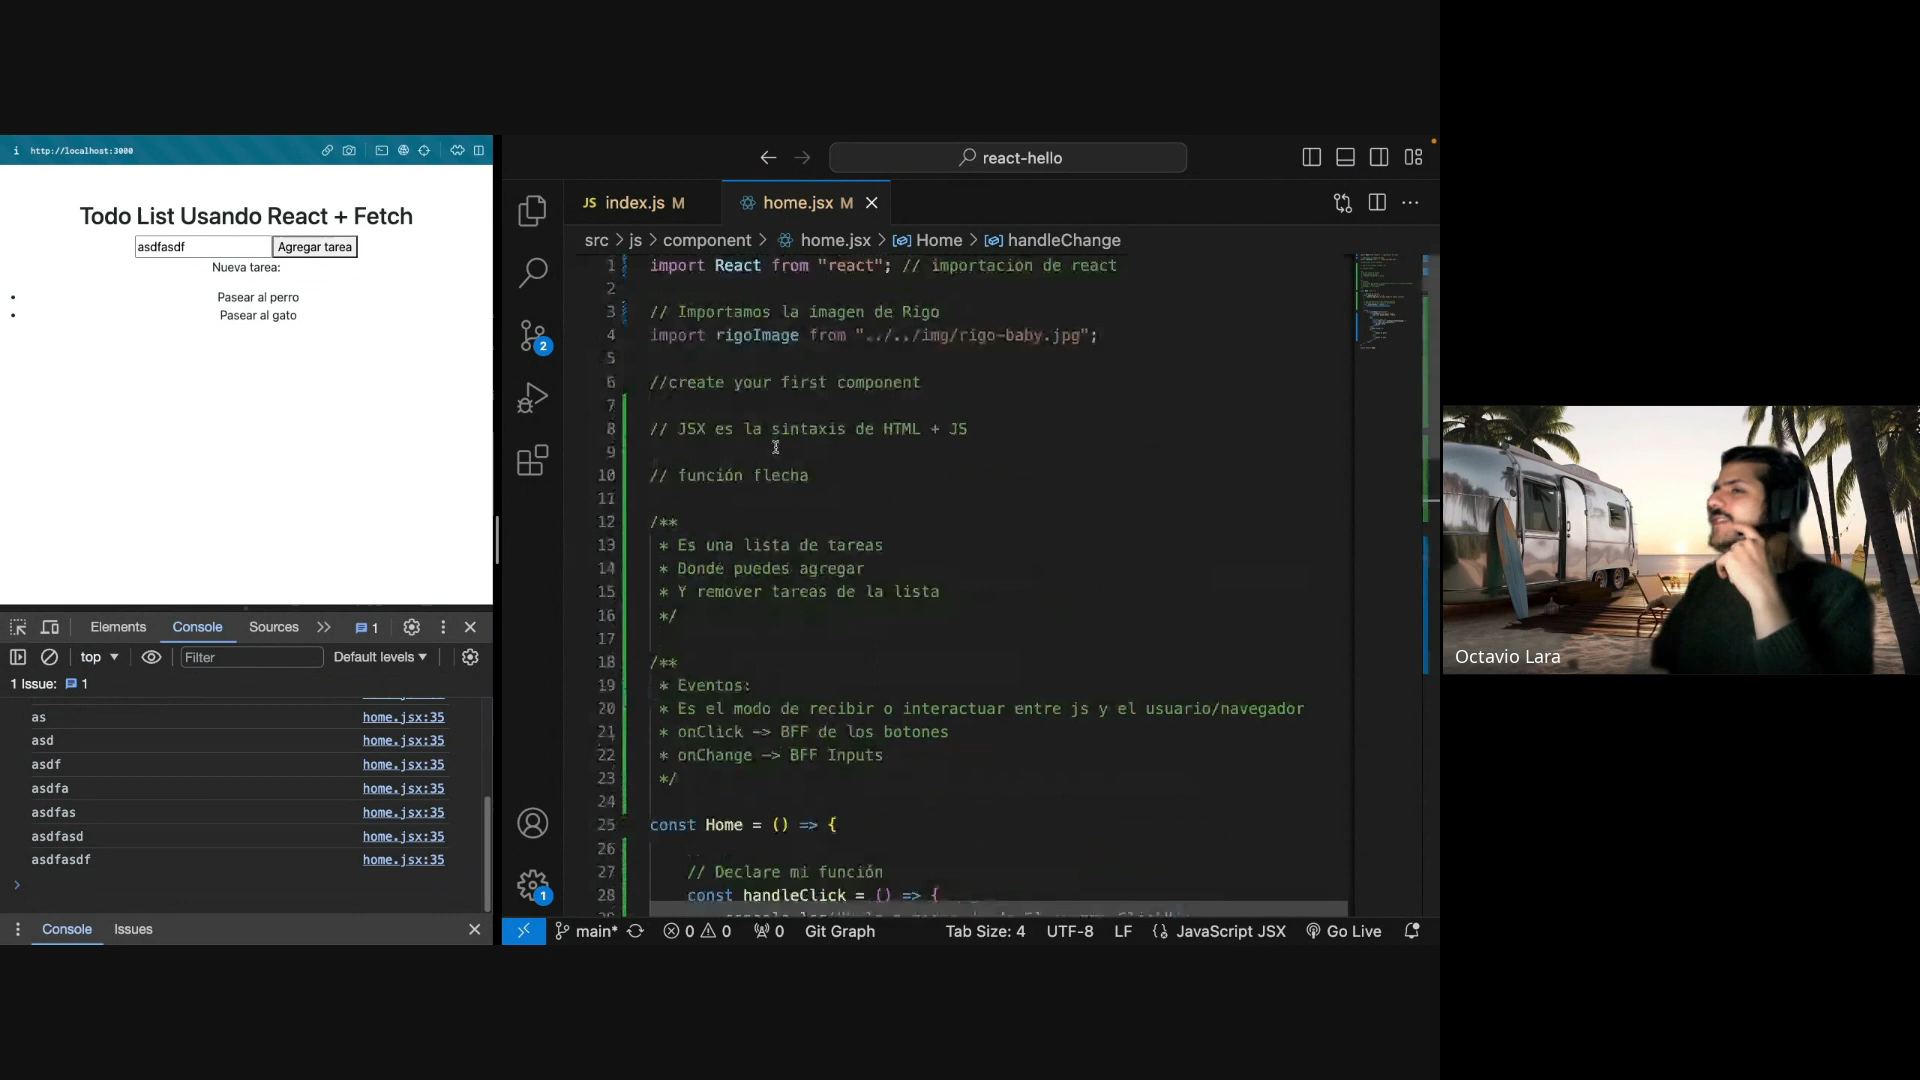 http://localhost:3000
Todo List Usando React + Fetch
asdfasdf
Agregar tarea
Nueva tarea:
Pasear al perro
Pasear al gato
Elements
Console
Sources
1
top
Filter
Default levels
1 Issue: 1
as home.jsx:35
asd home.jsx:35
asdf home.jsx:35
asdfa home.jsx:35
asdfas home.jsx:35
asdfasd home.jsx:35
asdfasdf home.jsx:35
Console
Issues
react-hello
JS index.js M
home.jsx M
src > js > component > home.jsx > Home > handleChange
1 import React from "react"; // importacion de react
2
3 // Importamos la imagen de Rigo
4 import rigoImage from "../../img/rigo-baby.jpg";
5
6 //create your first component
7
8 // JSX es la sintaxis de HTML + JS
9
10 // función flecha
11
12 /**
13 * Es una lista de tareas
14 * Donde puedes agregar
15 * Y remover tareas de la lista
16 */
17
18 /**
19 * Eventos:
20 * Es el modo de recibir o interactuar entre js y el usuario/navegador
21 * onClick -> BFF de los botones
22 * onChange -> BFF Inputs
23 */
24
25 const Home = () => {
26
27 // Declare mi función
28 const handleClick = () => {
2
1
main*
0
0
0
Git Graph
Tab Size: 4
UTF-8
LF
JavaScript JSX
Go Live
Octavio Lara